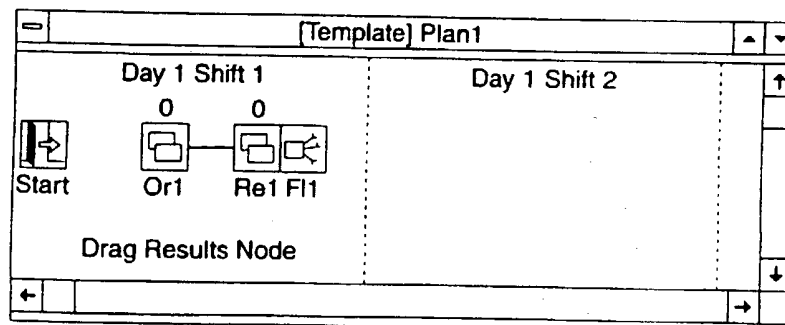 [Template] Plan1
Day 1 Shift 1 Day 1 Shift 2
0 0
Start Or1 Re1 Fl1
Drag Results Node